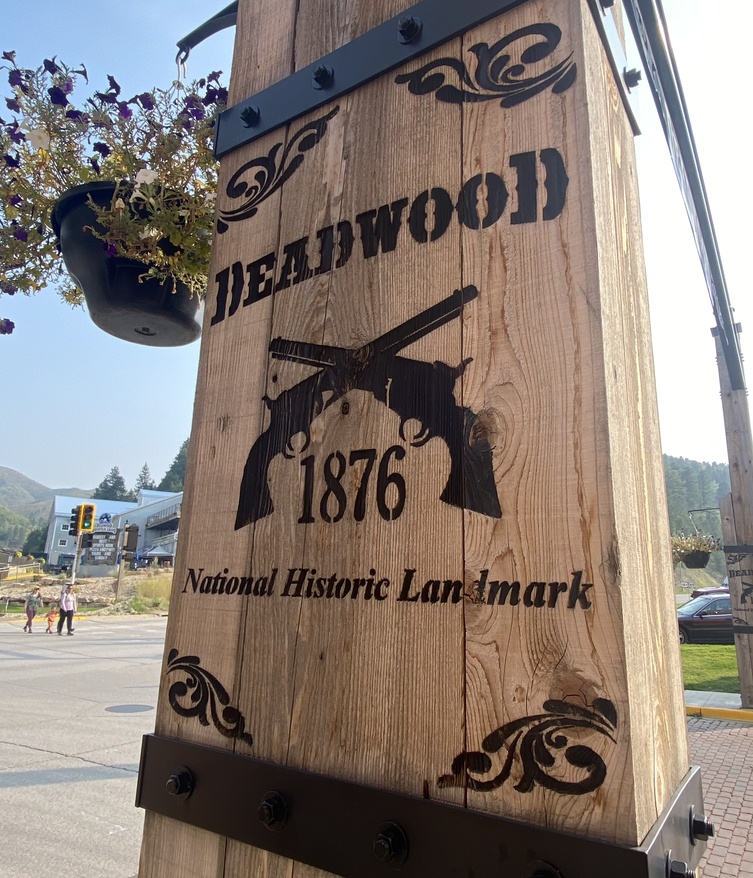 DEADWOOD
1876
National Historic Landmark